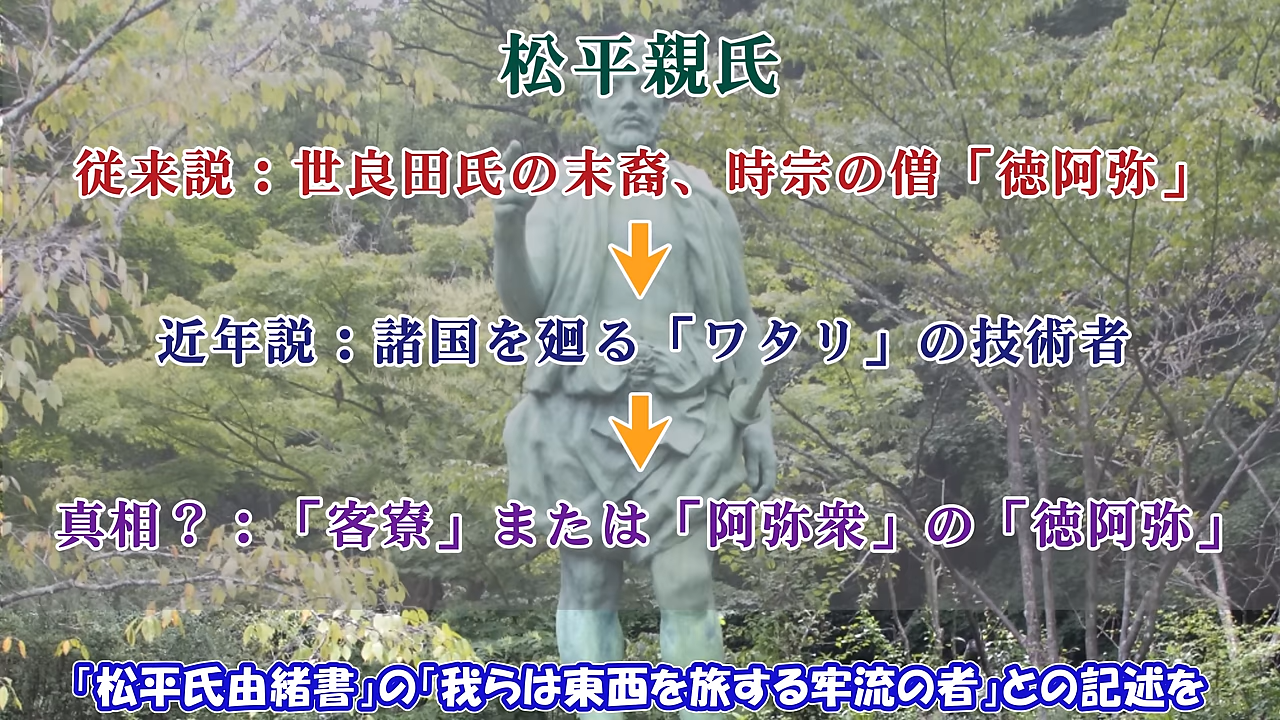 松平親氏
従来説：世良田氏の末裔、時宗の僧「徳阿弥」
近年説：諸国を廻る「ワタリ」の技術者
真相？：「客寮」または「阿弥衆」の「徳阿弥」
「松平氏由緒書」の「我らは東西を旅する牢流の者」との記述を